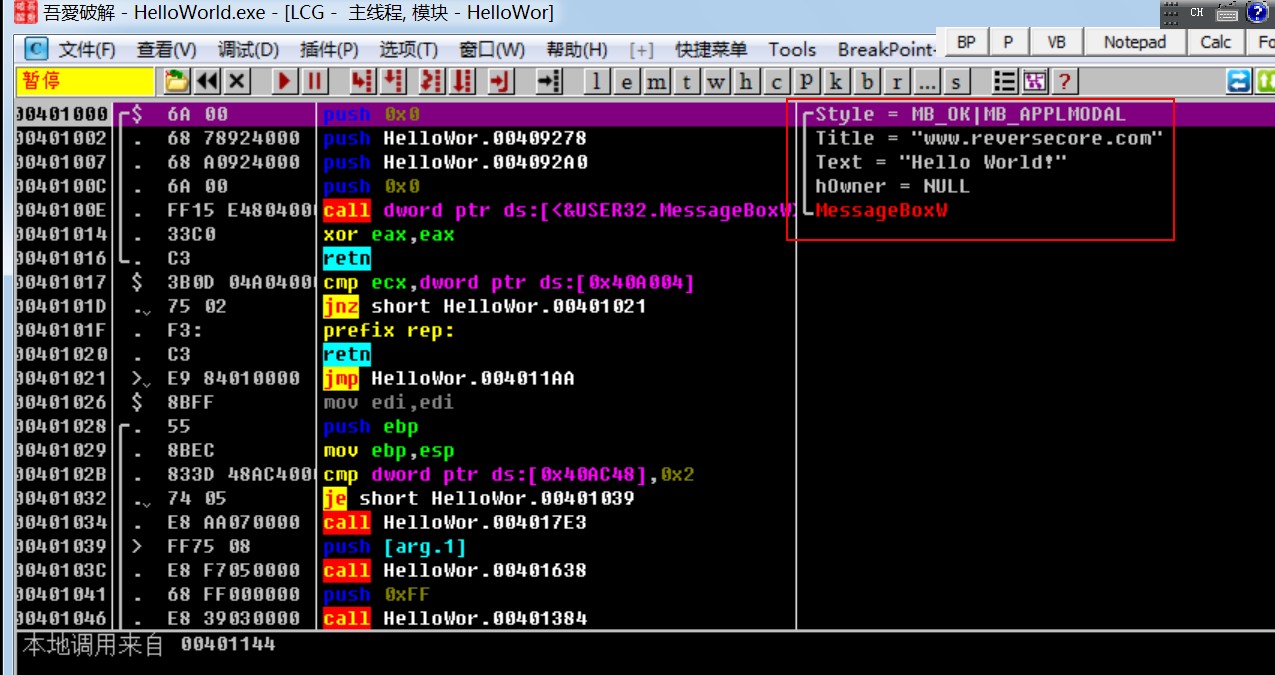 吾爱破解 - HelloWorld.exe - [LCG - 主线程, 模块 - HelloWor]
CH
C 文件(F) 查看(V) 调试(D) 插件(P) 选项(T) 窗口(W) 帮助(H) [+] 快捷菜单 Tools BreakPoint- BP P VB Notepad Calc Fo
暂停 l e m t w h c P k b r ... s ?
00401000 $ 6A 00 push 0x0 Style = MB_OK|MB_APPLMODAL
00401002 . 68 78924000 push HelloWor.00409278 Title = "www.reversecore.com"
00401007 . 68 A0924000 push HelloWor.004092A0 Text = "Hello World!"
0040100C . 6A 00 push 0x0 hOwner = NULL
0040100E . FF15 E4804000 call dword ptr ds:[<&USER32.MessageBoxW> MessageBoxW
00401014 . 33C0 xor eax,eax
00401016 . C3 retn
00401017 $ 3B0D 04A04000 cmp ecx,dword ptr ds:[0x40A004]
0040101D . 75 02 jnz short HelloWor.00401021
0040101F . F3: prefix rep:
00401020 . C3 retn
00401021 > E9 84010000 jmp HelloWor.004011AA
00401026 $ 8BFF mov edi,edi
00401028 . 55 push ebp
00401029 . 8BEC mov ebp,esp
0040102B . 833D 48AC4000 cmp dword ptr ds:[0x40AC48],0x2
00401032 . 74 05 je short HelloWor.00401039
00401034 . E8 AA070000 call HelloWor.004017E3
00401039 > FF75 08 push [arg.1]
0040103C . E8 F7050000 call HelloWor.00401638
00401041 . 68 FF000000 push 0xFF
00401046 . E8 39030000 call HelloWor.00401384
本地调用来自 00401144